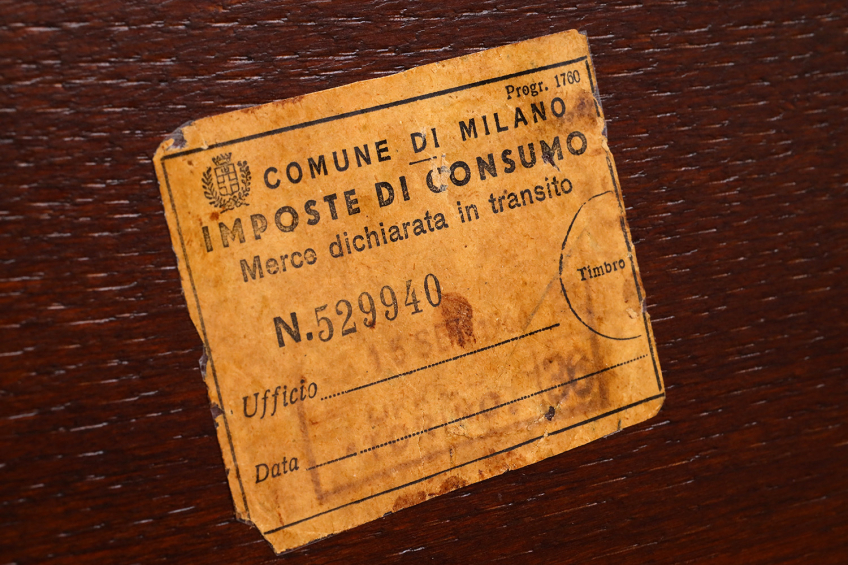 Progr. 1760
COMUNE DI MILANO
IMPOSTE DI CONSUMO
Merce dichiarata in transito
Timbro
N. 529940
Ufficio
Data